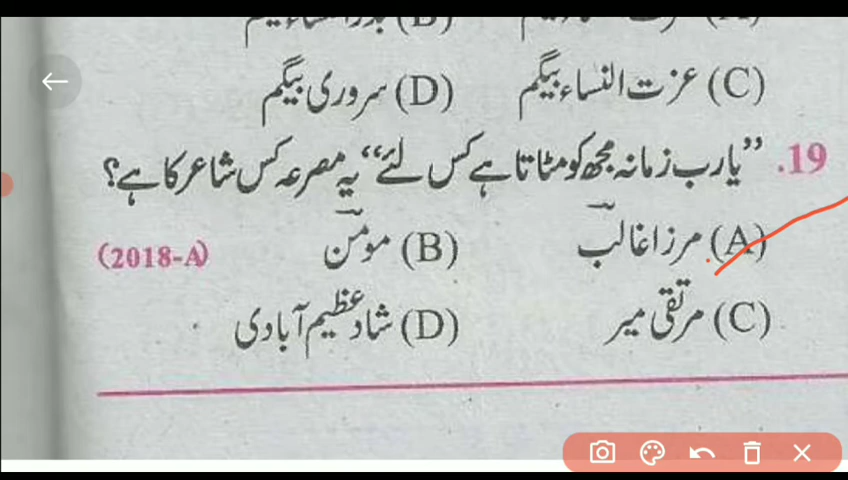 (C) عزت النساء بیگم (D) سروری بیگم
19. ”یارب زمانہ مجھ کو مٹاتا ہے کس لئے“ یہ مصرعہ کس شاعر کا ہے؟
(A) مرزا غالب (B) مومن (2018-A)
(C) میر تقی میر (D) شاد عظیم آبادی